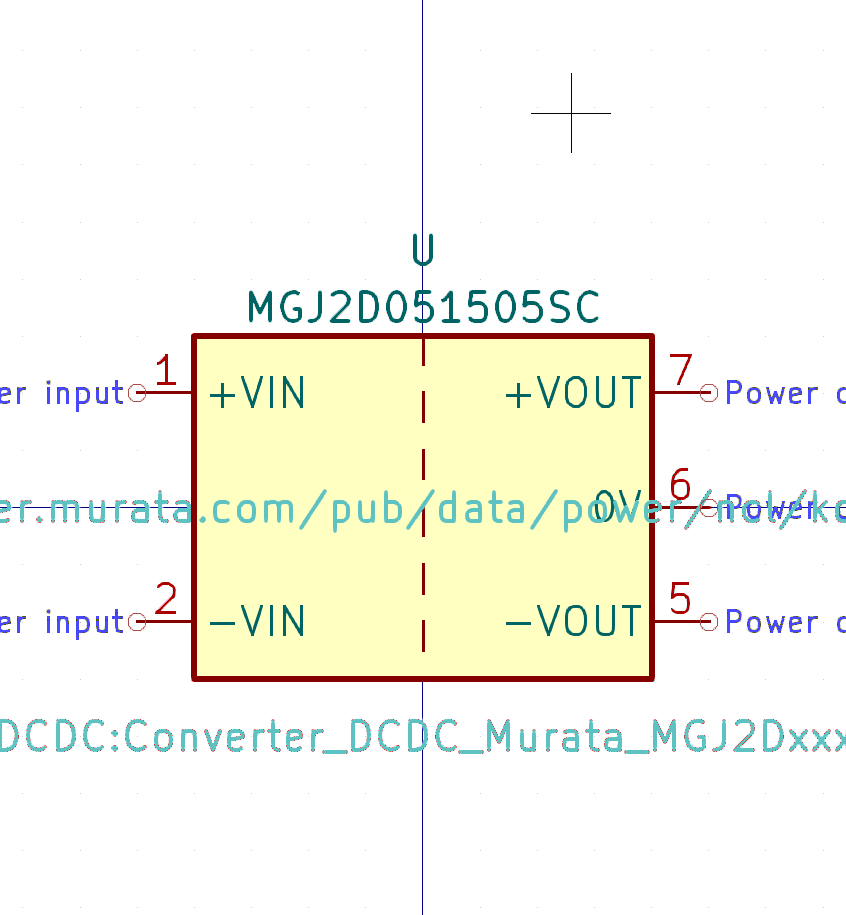 U
MGJ2D051505SC
1 7
er input +VIN +VOUT Power o
6
er.murata.com/pub/data/power/ncl/kc
0V Power
2 5
er input -VIN -VOUT Power o
DCDC:Converter_DCDC_Murata_MGJ2Dxxx